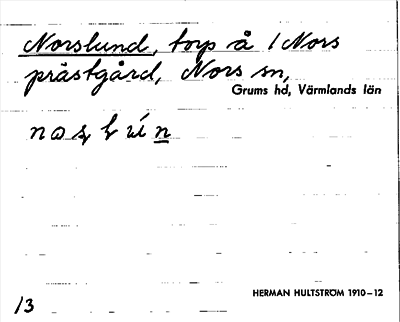 Norslund, torp å 1 Nors
prästgård, Nors sn,
Grums hd, Värmlands län
HERMAN HULTSTRÖM 1910–12
13